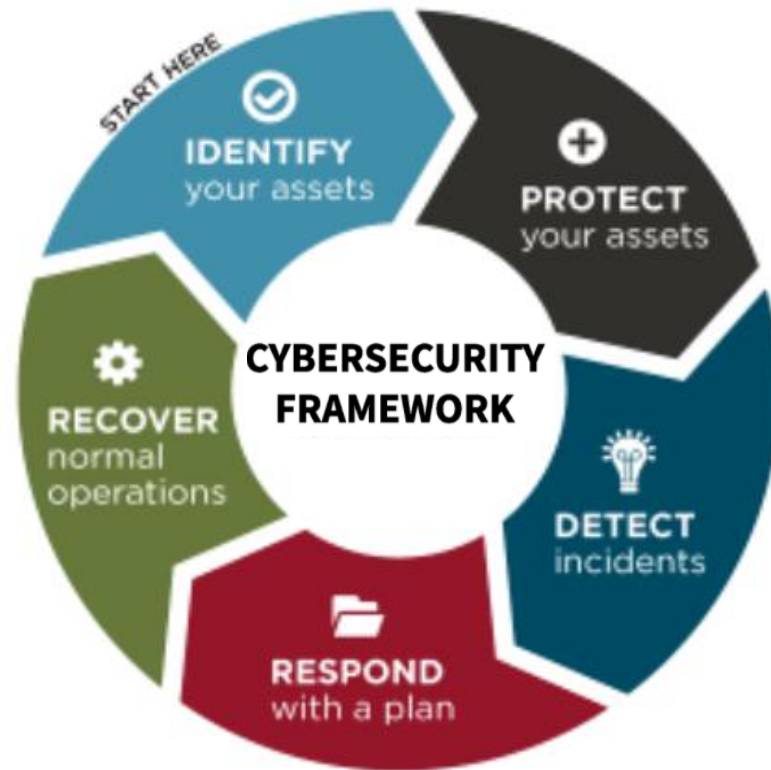 START HERE
IDENTIFY
your assets
PROTECT
your assets
DETECT
incidents
RESPOND
with a plan
RECOVER
normal
operations
CYBERSECURITY
FRAMEWORK